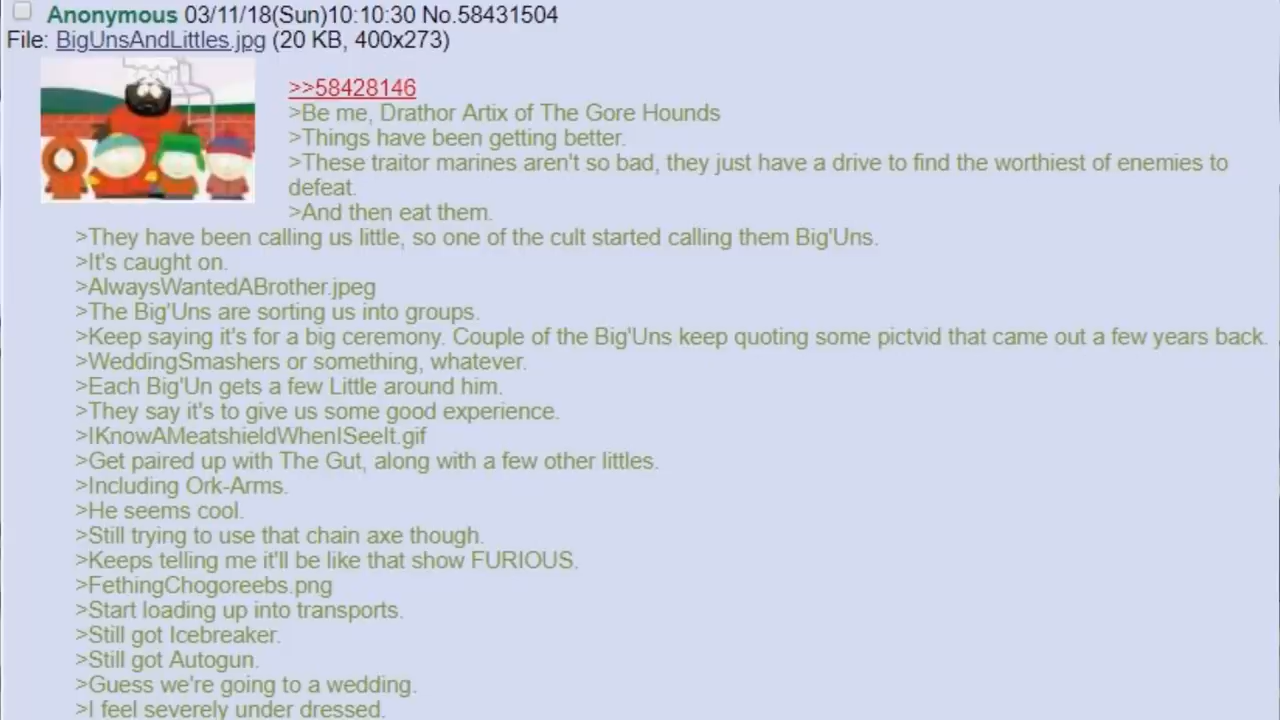 Anonymous 03/11/18(Sun)10:10:30 No.58431504
File: BigUnsAndLittles.jpg (20 KB, 400x273)
>>58428146
>Be me, Drathor Artix of The Gore Hounds
>Things have been getting better.
>These traitor marines aren't so bad, they just have a drive to find the worthiest of enemies to
defeat.
>And then eat them.
>They have been calling us little, so one of the cult started calling them Big'Uns.
>It's caught on.
>AlwaysWantedABrother.jpeg
>The Big'Uns are sorting us into groups.
>Keep saying it's for a big ceremony. Couple of the Big'Uns keep quoting some pictvid that came out a few years back.
>WeddingSmashers or something, whatever.
>Each Big'Un gets a few Little around him.
>They say it's to give us some good experience.
>IKnowAMeatshieldWhenISeeIt.gif
>Get paired up with The Gut, along with a few other littles.
>Including Ork-Arms.
>He seems cool.
>Still trying to use that chain axe though.
>Keeps telling me it'll be like that show FURIOUS.
>FethingChogoreebs.png
>Start loading up into transports.
>Still got Icebreaker.
>Still got Autogun.
>Guess we're going to a wedding.
>I feel severely under dressed.